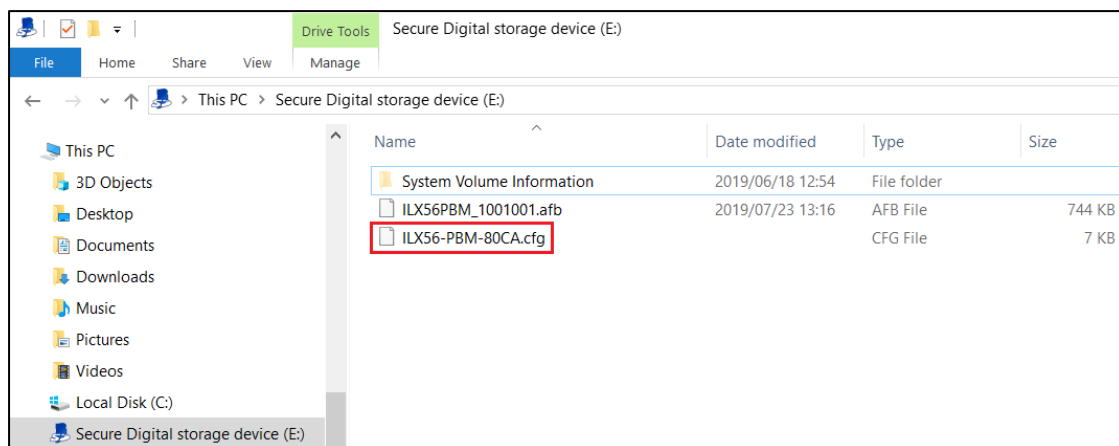 Drive Tools Secure Digital storage device (E:)
File Home Share View Manage
This PC > Secure Digital storage device (E:)
Name Date modified Type Size
This PC
3D Objects
Desktop
Documents
Downloads
Music
Pictures
Videos
Local Disk (C:)
Secure Digital storage device (E:)
System Volume Information 2019/06/18 12:54 File folder
ILX56PBM_1001001.afb 2019/07/23 13:16 AFB File 744 KB
ILX56-PBM-80CA.cfg CFG File 7 KB